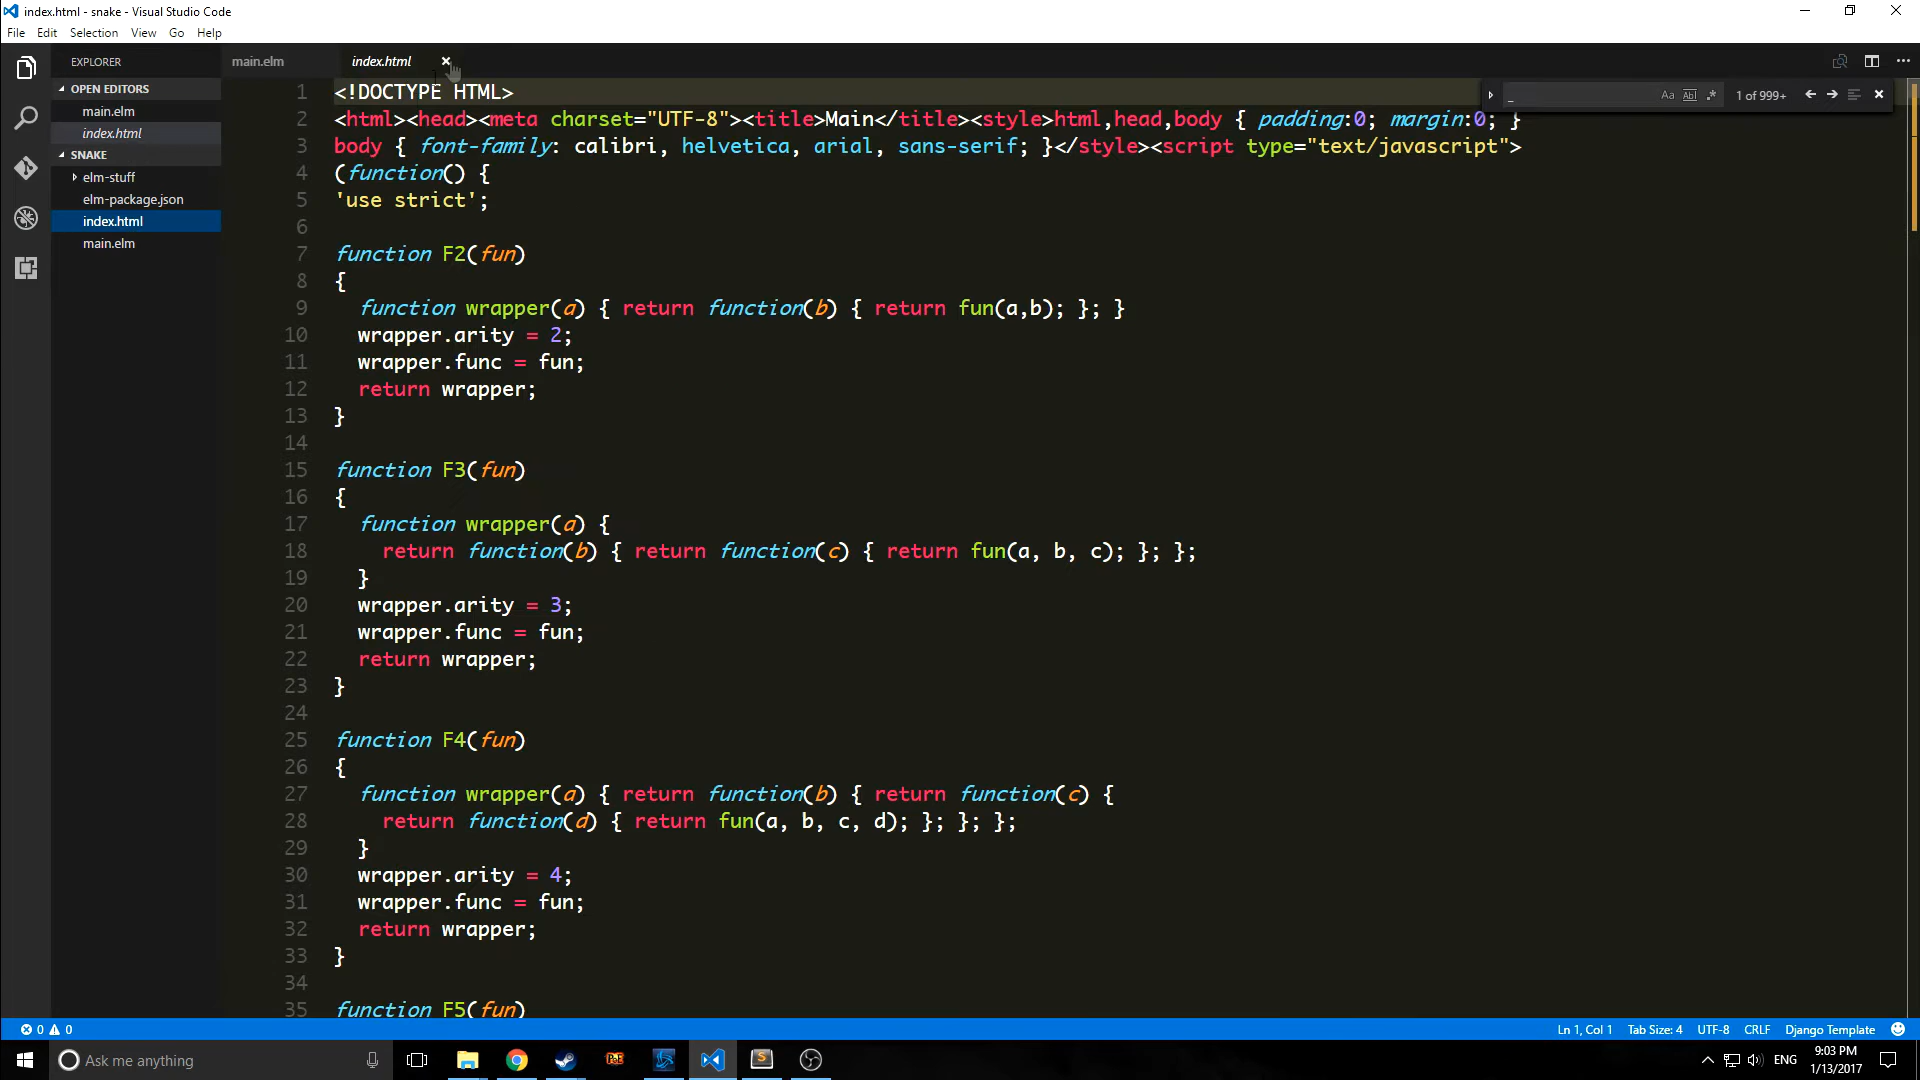 index.html - snake - Visual Studio Code
File Edit Selection View Go Help
EXPLORER
main.elm
index.html
OPEN EDITORS
main.elm
index.html
SNAKE
elm-stuff
elm-package.json
index.html
main.elm
_
Aa Abl .* 1 of 999+
1 <!DOCTYPE HTML>
2 <html><head><meta charset="UTF-8"><title>Main</title><style>html,head,body { padding:0; margin:0; }
3 body { font-family: calibri, helvetica, arial, sans-serif; }</style><script type="text/javascript">
4 (function() {
5 'use strict';
6
7 function F2(fun)
8 {
9 function wrapper(a) { return function(b) { return fun(a,b); }; }
10 wrapper.arity = 2;
11 wrapper.func = fun;
12 return wrapper;
13 }
14
15 function F3(fun)
16 {
17 function wrapper(a) {
18 return function(b) { return function(c) { return fun(a, b, c); }; };
19 }
20 wrapper.arity = 3;
21 wrapper.func = fun;
22 return wrapper;
23 }
24
25 function F4(fun)
26 {
27 function wrapper(a) { return function(b) { return function(c) {
28 return function(d) { return fun(a, b, c, d); }; }; };
29 }
30 wrapper.arity = 4;
31 wrapper.func = fun;
32 return wrapper;
33 }
34
35 function F5(fun)
0 0
Ln 1, Col 1 Tab Size: 4 UTF-8 CRLF Django Template
Ask me anything
ENG
9:03 PM
1/13/2017